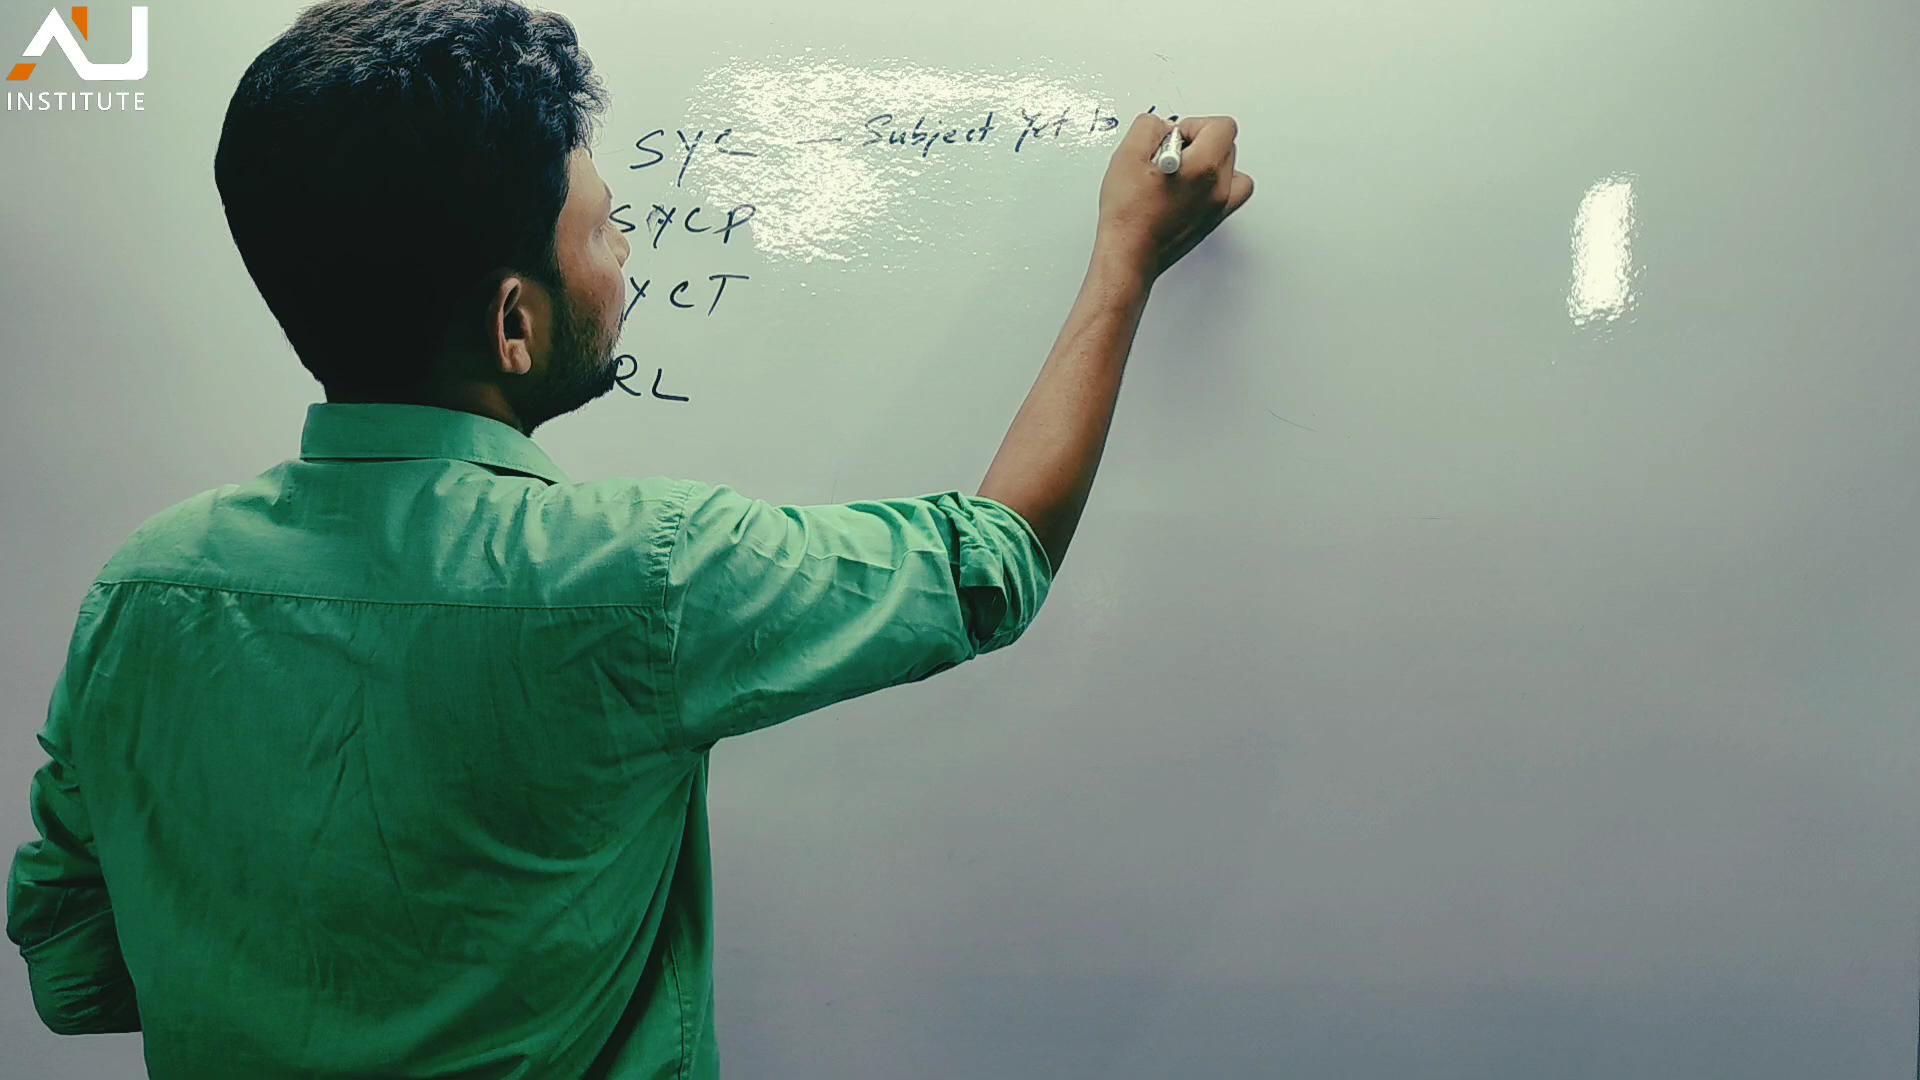 AU
INSTITUTE
SYC — Subject Yet to
SYCP
YCT
RL